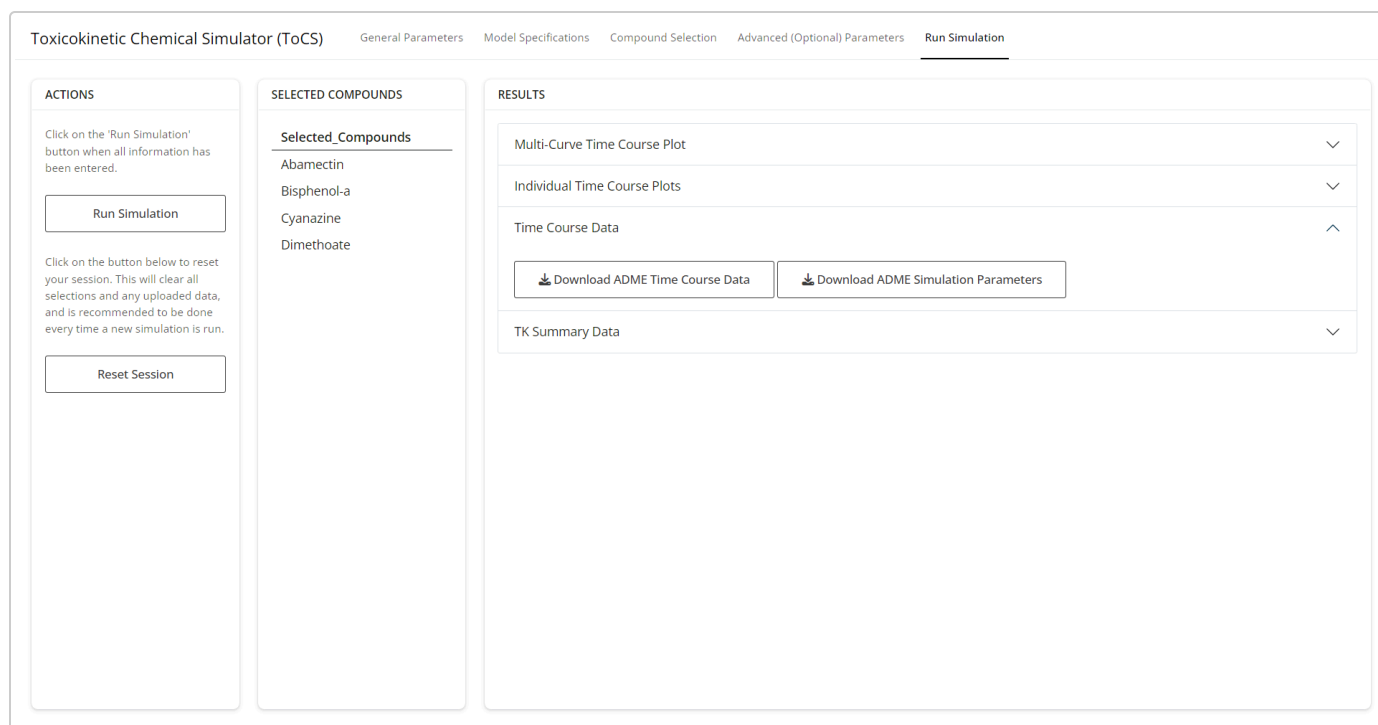 Toxicokinetic Chemical Simulator (ToCS) General Parameters Model Specifications Compound Selection Advanced (Optional) Parameters Run Simulation
ACTIONS
Click on the 'Run Simulation'
button when all information has
been entered.
Run Simulation
Click on the button below to reset
your session. This will clear all
selections and any uploaded data,
and is recommended to be done
every time a new simulation is run.
Reset Session
SELECTED COMPOUNDS
Selected_Compounds
Abamectin
Bisphenol-a
Cyanazine
Dimethoate
RESULTS
Multi-Curve Time Course Plot
Individual Time Course Plots
Time Course Data
Download ADME Time Course Data Download ADME Simulation Parameters
TK Summary Data